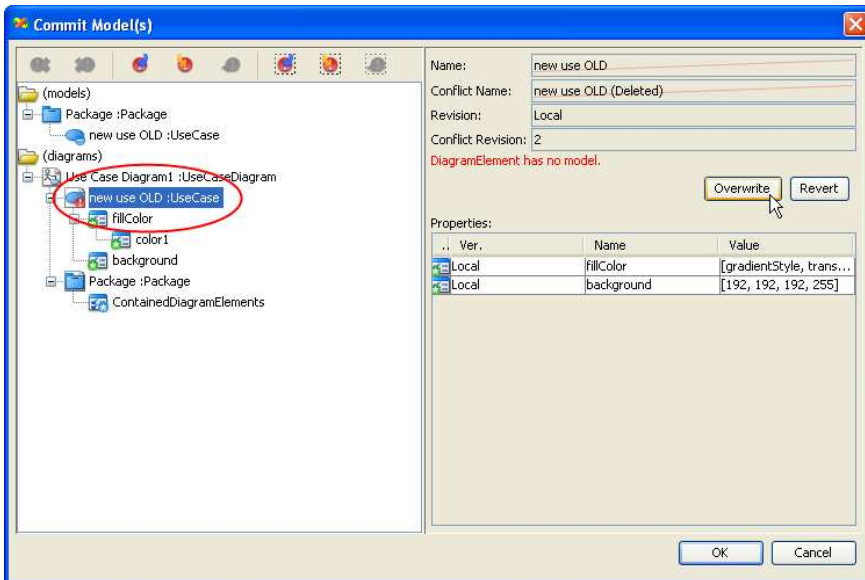 Commit Model(s)
(models)
Package :Package
new use OLD :UseCase
(diagrams)
Use Case Diagram1 :UseCaseDiagram
new use OLD :UseCase
fillColor
color1
background
Package :Package
ContainedDiagramElements
Name: new use OLD
Conflict Name: new use OLD (Deleted)
Revision: Local
Conflict Revision: 2
DiagramElement has no model.
Overwrite Revert
Properties:
.. Ver. Name Value
Local fillColor [gradientStyle, trans...
Local background [192, 192, 192, 255]
OK Cancel